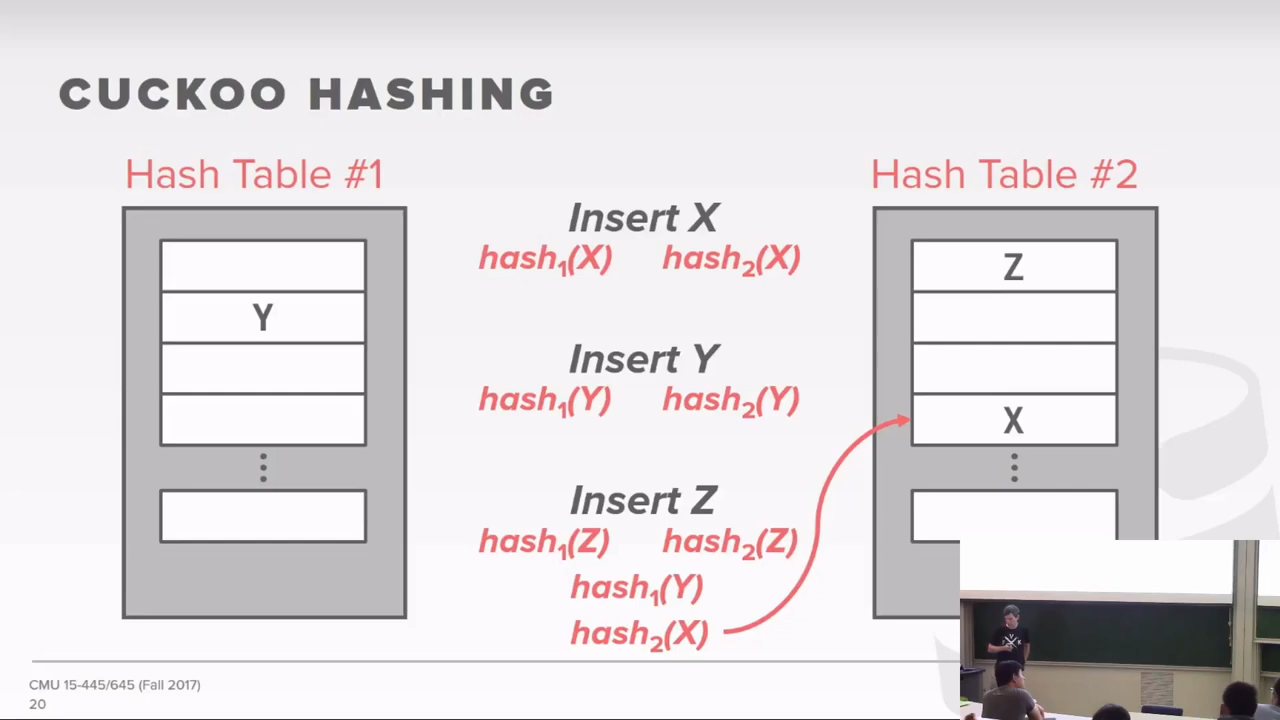 CUCKOO HASHING
Hash Table #1
Hash Table #2
Insert X
hash1(X) hash2(X)
Z
Y
Insert Y
hash1(Y) hash2(Y)
X
Insert Z
hash1(Z) hash2(Z)
hash1(Y)
hash2(X)
CMU 15-445/645 (Fall 2017)
20